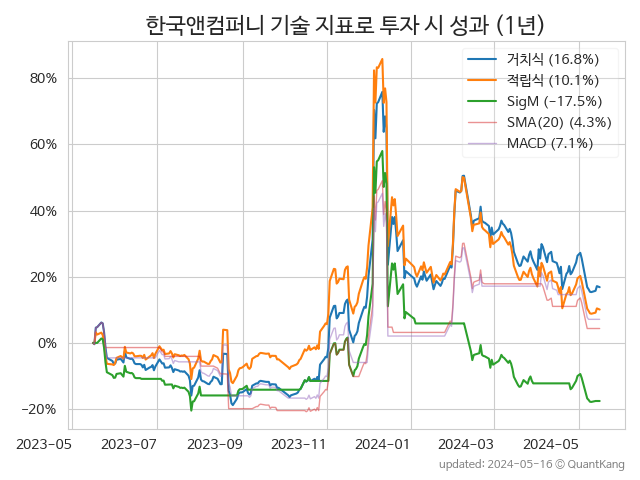 한국앤컴퍼니 기술 지표로 투자 시 성과 (1년)
거치식 (16.8%)
적립식 (10.1%)
SigM (−17.5%)
SMA(20) (4.3%)
MACD (7.1%)
80%
60%
40%
20%
0%
−20%
2023-05 2023-07 2023-09 2023-11 2024-01 2024-03 2024-05
updated: 2024-05-16 © QuantKang